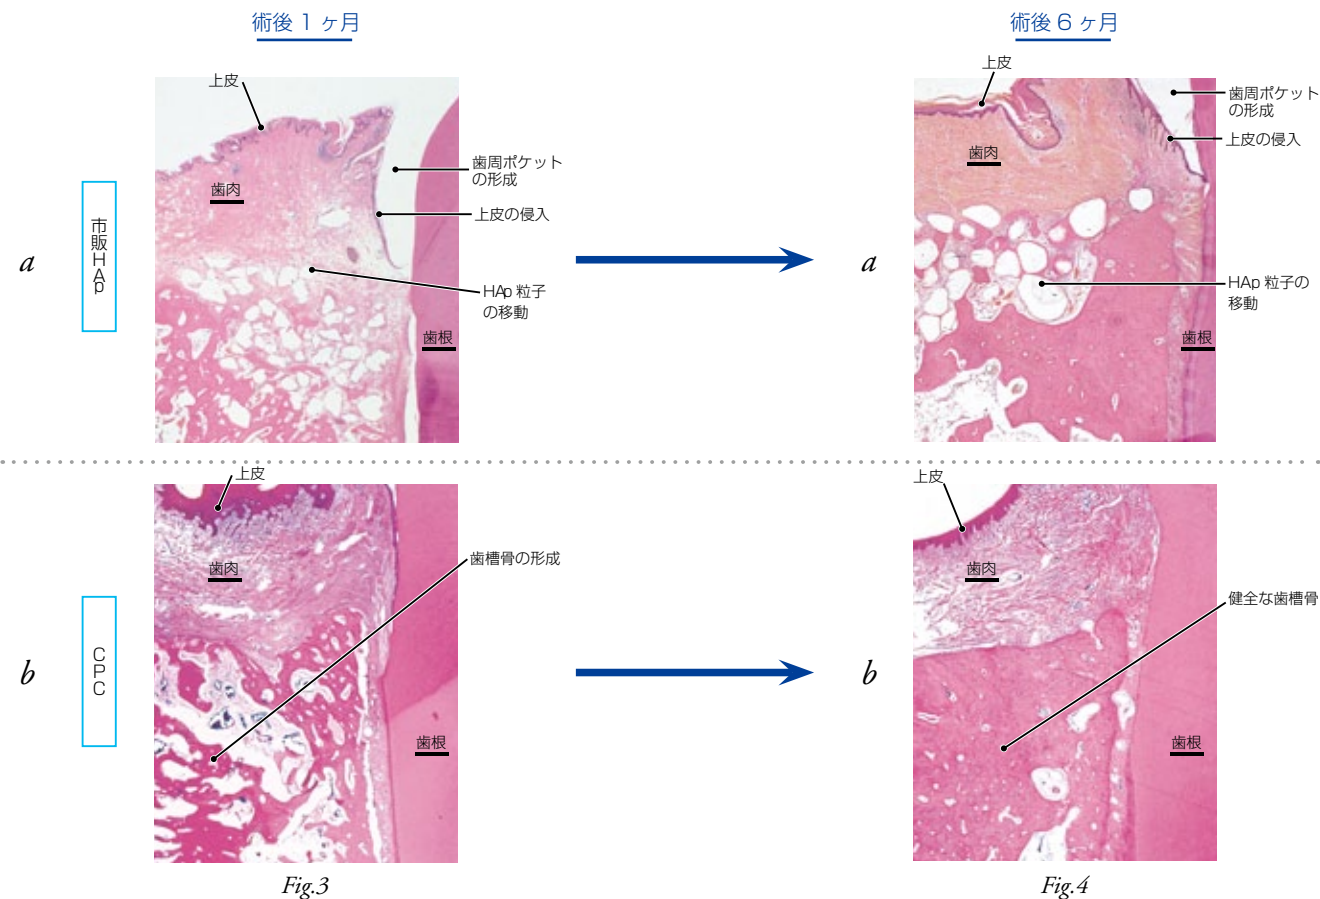 術後 1 ヶ月
術後 6 ヶ月
a
市販HAp
上皮
歯肉
歯周ポケット
の形成
上皮の侵入
HAp 粒子
の移動
歯根
a
上皮
歯肉
歯周ポケット
の形成
上皮の侵入
HAp 粒子の
移動
歯根
b
CPC
上皮
歯肉
歯槽骨の形成
歯根
Fig.3
b
上皮
歯肉
健全な歯槽骨
歯根
Fig.4